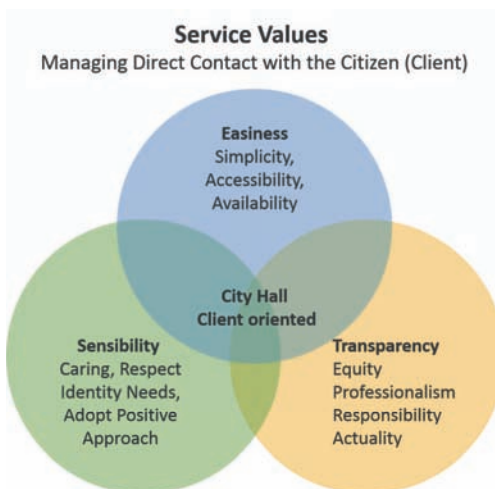 Service Values
Managing Direct Contact with the Citizen (Client)
Easiness
Simplicity,
Accessibility,
Availability
City Hall
Client oriented
Sensibility
Caring, Respect
Identity Needs,
Adopt Positive
Approach
Transparency
Equity
Professionalism
Responsibility
Actuality